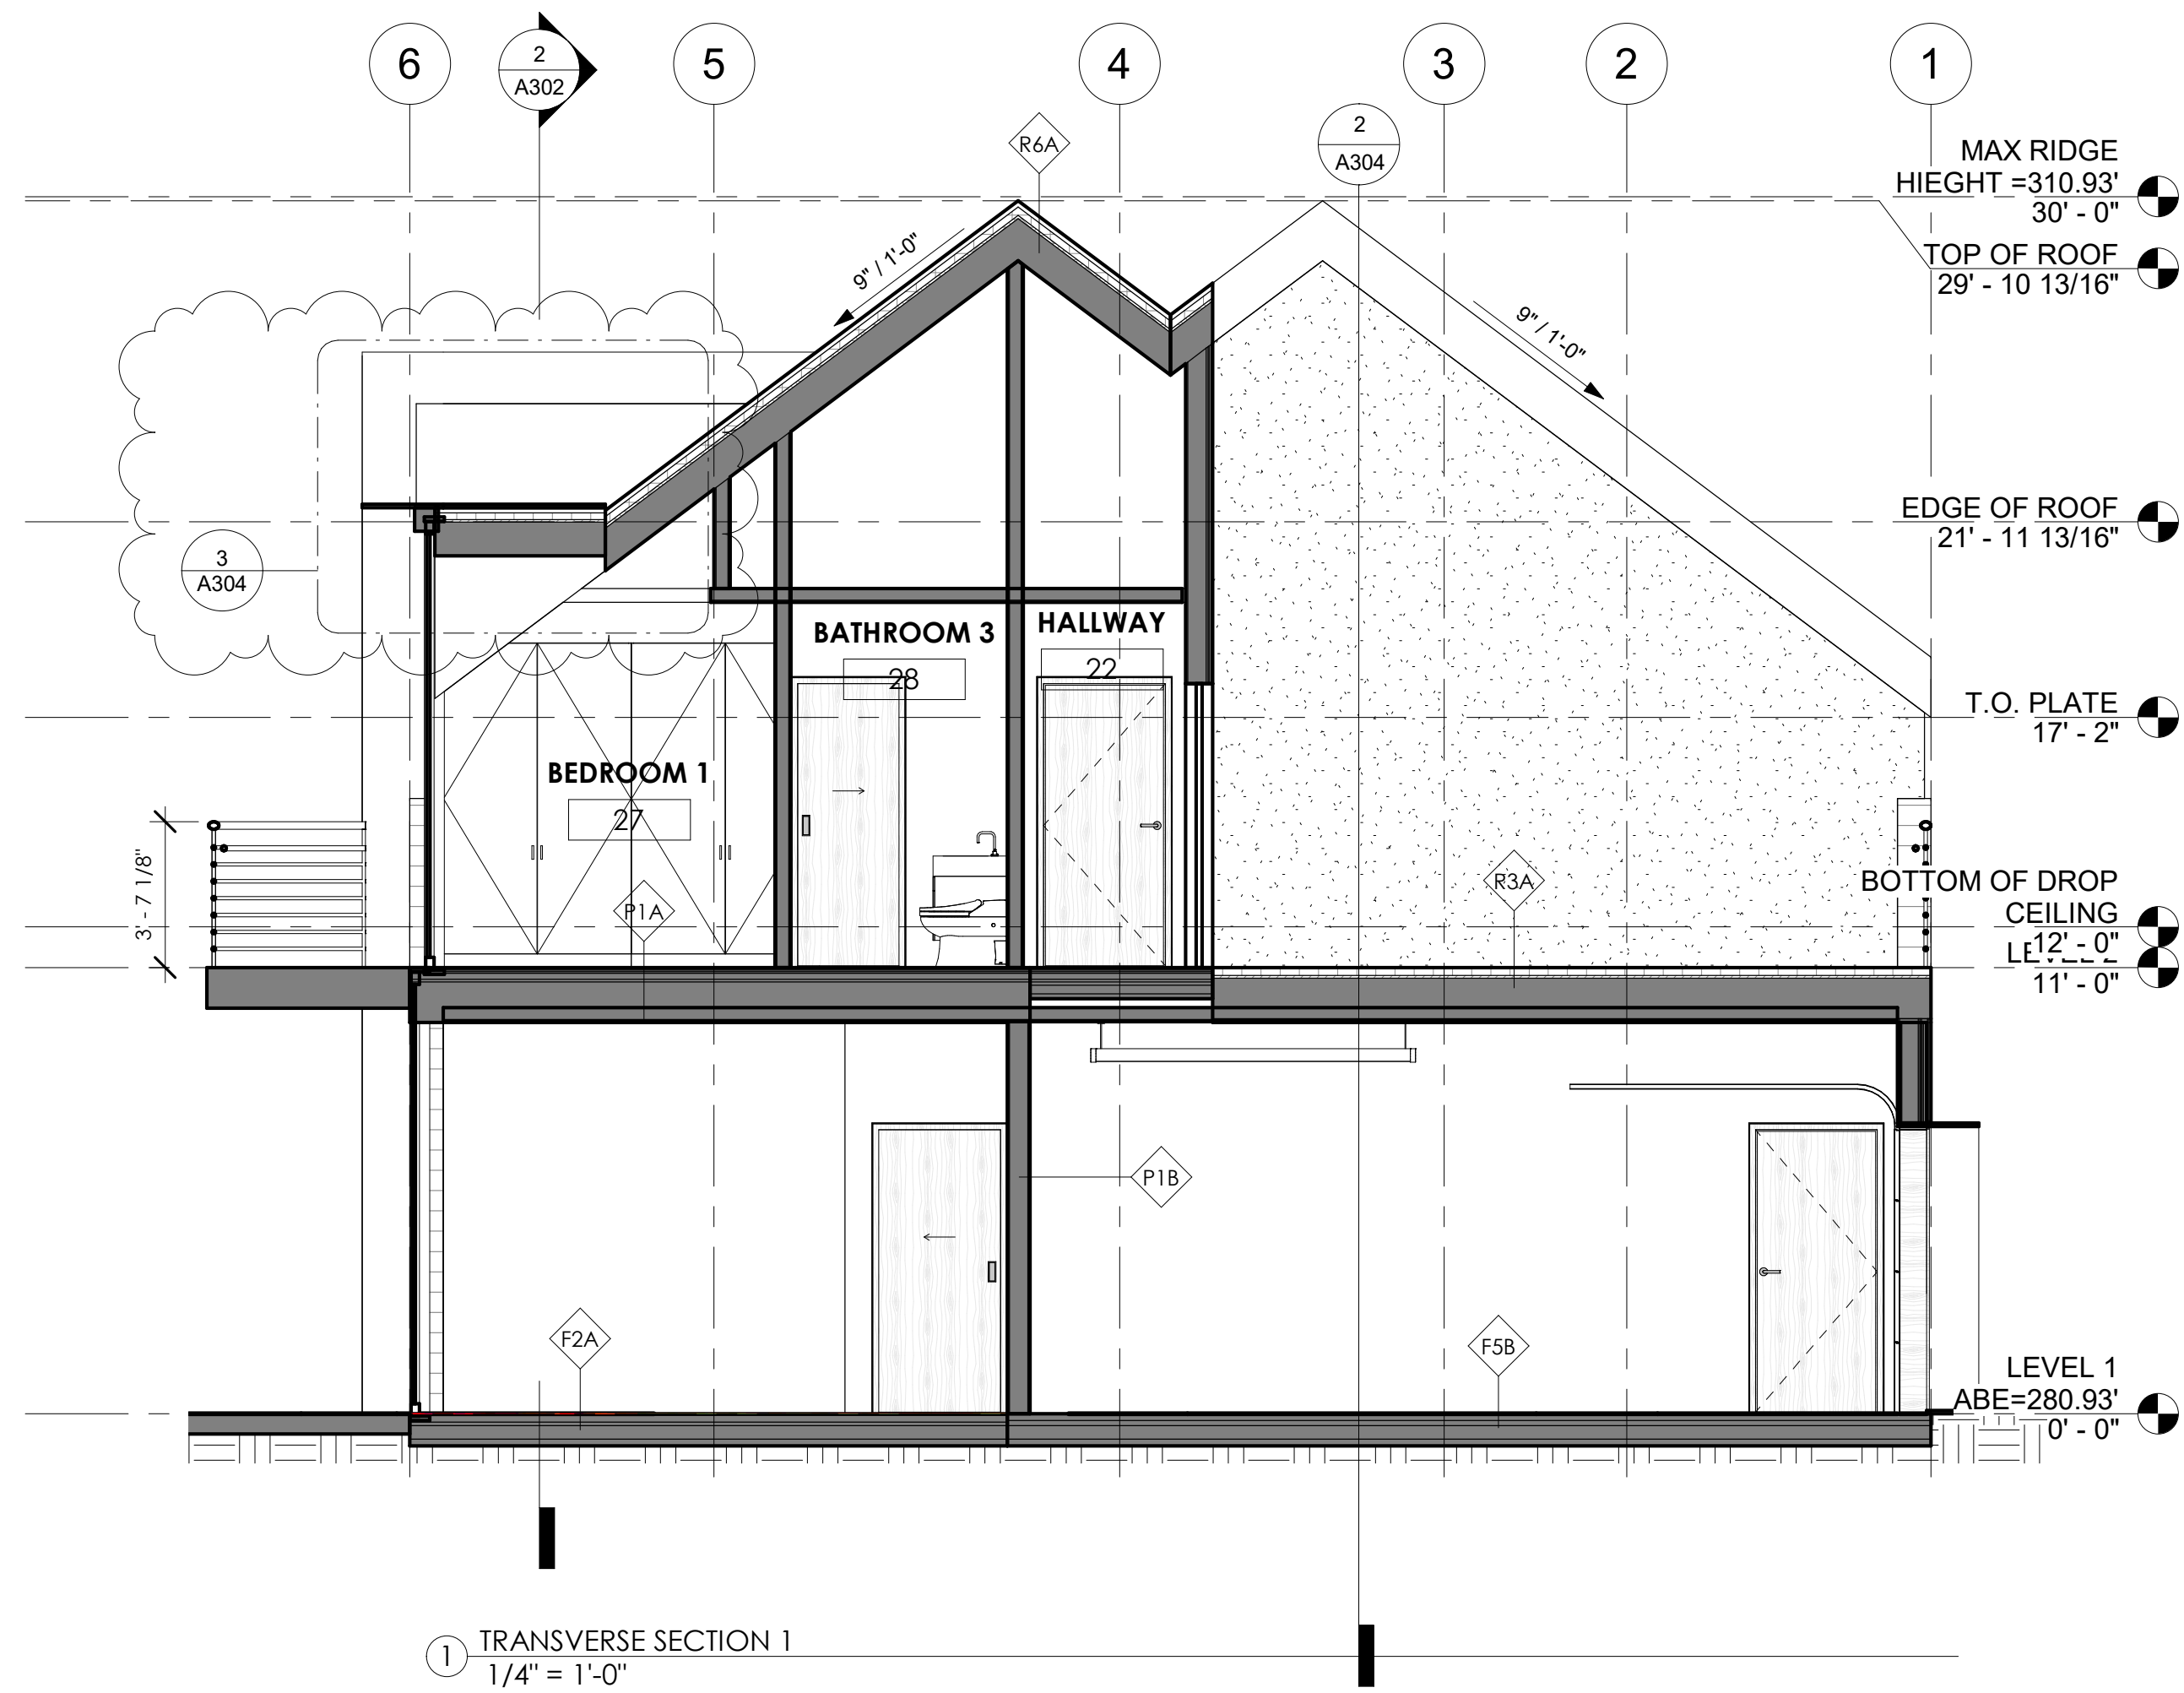 6
2
A302
5
4
3
2
1
2
A304
R6A
MAX RIDGE
HIEGHT =310.93'
30' - 0"
TOP OF ROOF
29' - 10 13/16"
9" / 1'-0"
9" / 1'-0"
EDGE OF ROOF
21' - 11 13/16"
3
A304
BATHROOM 3
28
HALLWAY
22
T.O. PLATE
17' - 2"
BEDROOM 1
27
3' - 7 1/8"
P1A
R3A
BOTTOM OF DROP
CEILING
12' - 0"
LEVEL 2
11' - 0"
P1B
F2A
F5B
LEVEL 1
ABE=280.93'
0' - 0"
1
TRANSVERSE SECTION 1
1/4" = 1'-0"